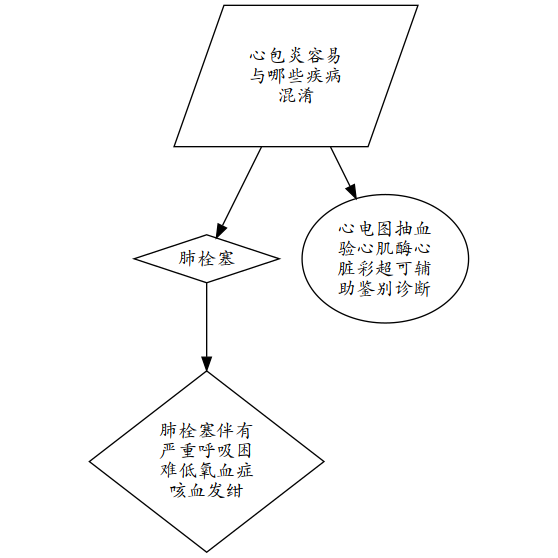 心包炎容易
与哪些疾病
混淆
肺栓塞
心电图抽血
验心肌酶心
脏彩超可辅
助鉴别诊断
肺栓塞伴有
严重呼吸困
难低氧血症
咳血发绀